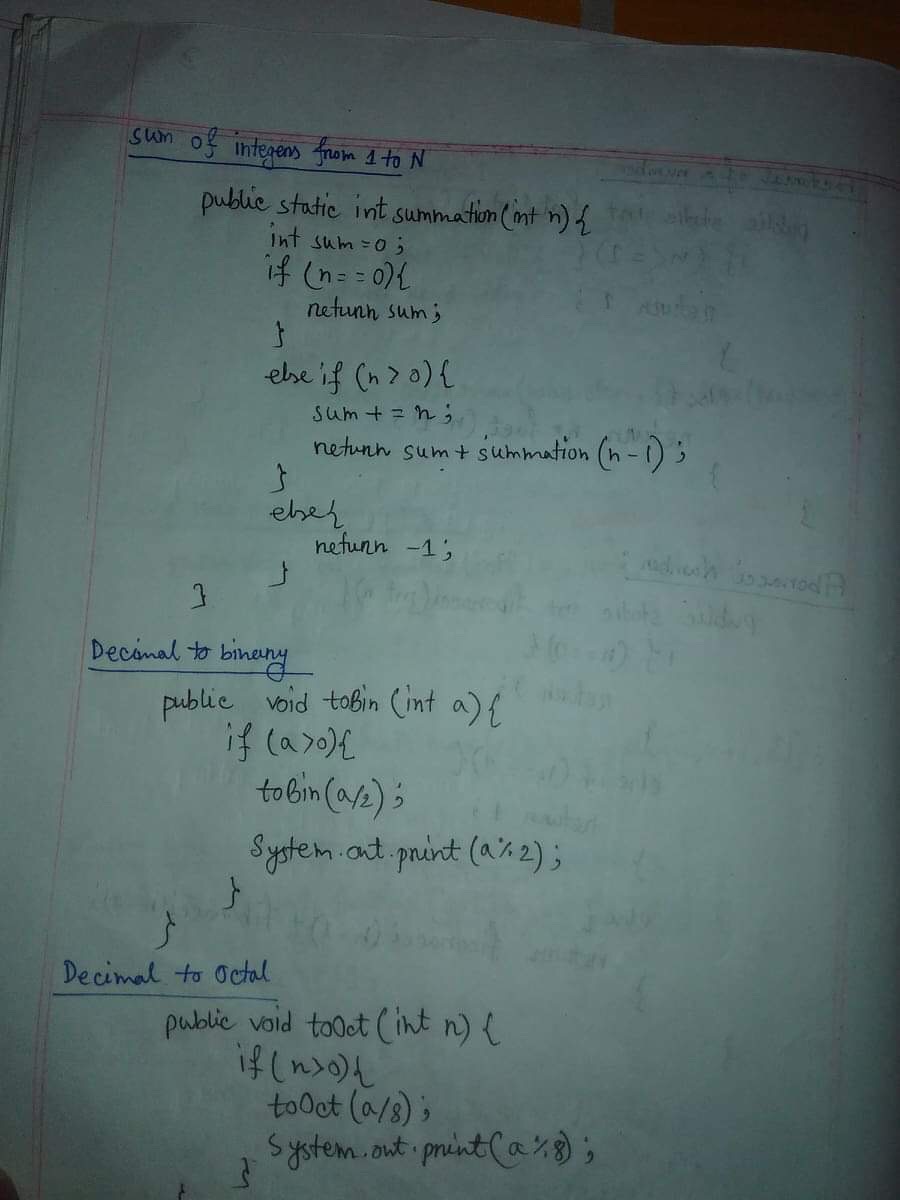 sum of integers from 1 to N
public static int summation (int n) {
int sum = 0 ;
if (n = = 0) {
return sum ;
}
else if (n > 0) {
sum + = n ;
return sum + summation (n - 1) ;
}
else {
return -1 ;
}
}
Decimal to binary
public void toBin (int a) {
if (a > 0) {
toBin (a/2) ;
System.out.print (a % 2) ;
}
}
Decimal to Octal
public void toOct (int n) {
if (n > 0) {
toOct (a/8) ;
System.out.print (a % 8) ;
}
}